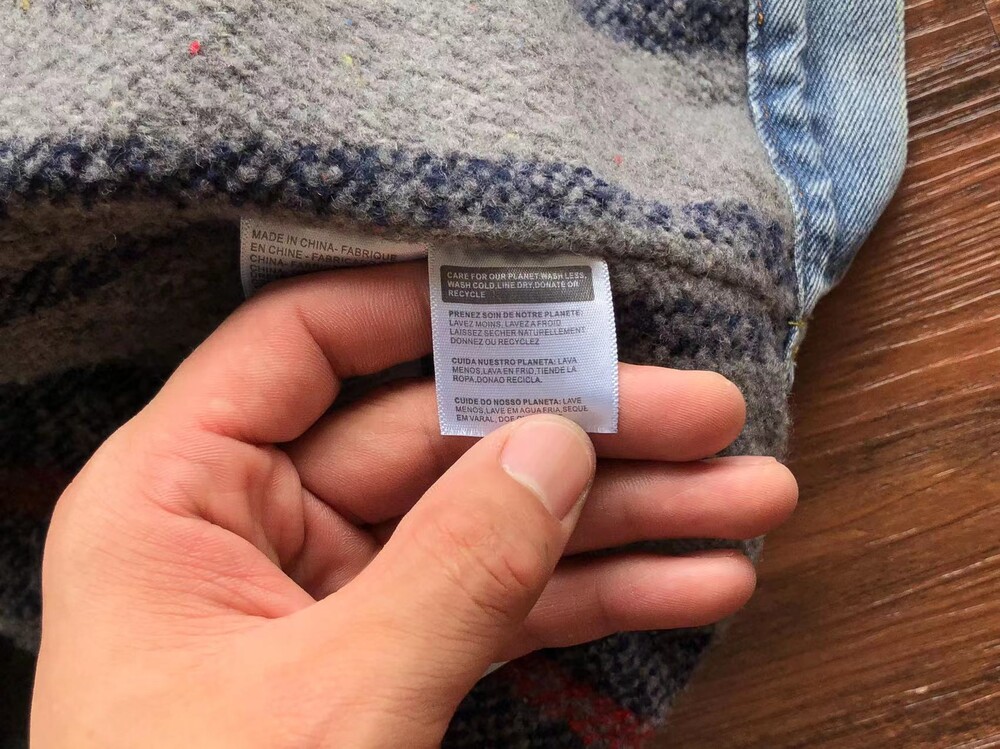 MADE IN CHINA- FABRIQUE
EN CHINE - FABRI
CHINA-
CARE FOR OUR PLANET:WASH LESS,
WASH COLD,LINE DRY,DONATE OR
RECYCLE
PRENEZ SOIN DE NOTRE PLANETE:
LAVEZ MOINS, LAVEZ A FROID
LAISSEZ SECHER NATURELLEMENT
DONNEZ OU RECYCLEZ
CUIDA NUESTRO PLANETA: LAVA
MENOS,LAVA EN FRIO,TIENDE LA
ROPA,DONAO RECICLA.
CUIDE DO NOSSO PLANETA: LAVE
MENOS,LAVE EM AGUA FRIA,SEQUE
EM VARAL,